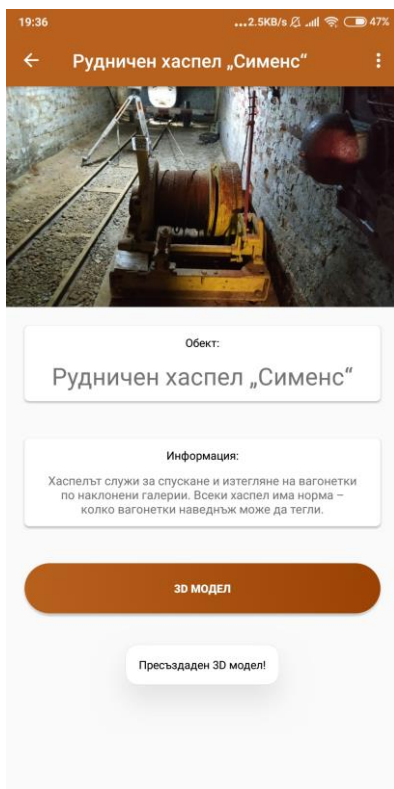 19:36 ...2.5KB/s 47%
Рудничен хаспел „Сименс“
Обект:
Рудничен хаспел „Сименс“
Информация:
Хаспелът служи за спускане и изтегляне на вагонетки
по наклонени галерии. Всеки хаспел има норма –
колко вагонетки наведнъж може да тегли.
3D МОДЕЛ
Пресъздаден 3D модел!